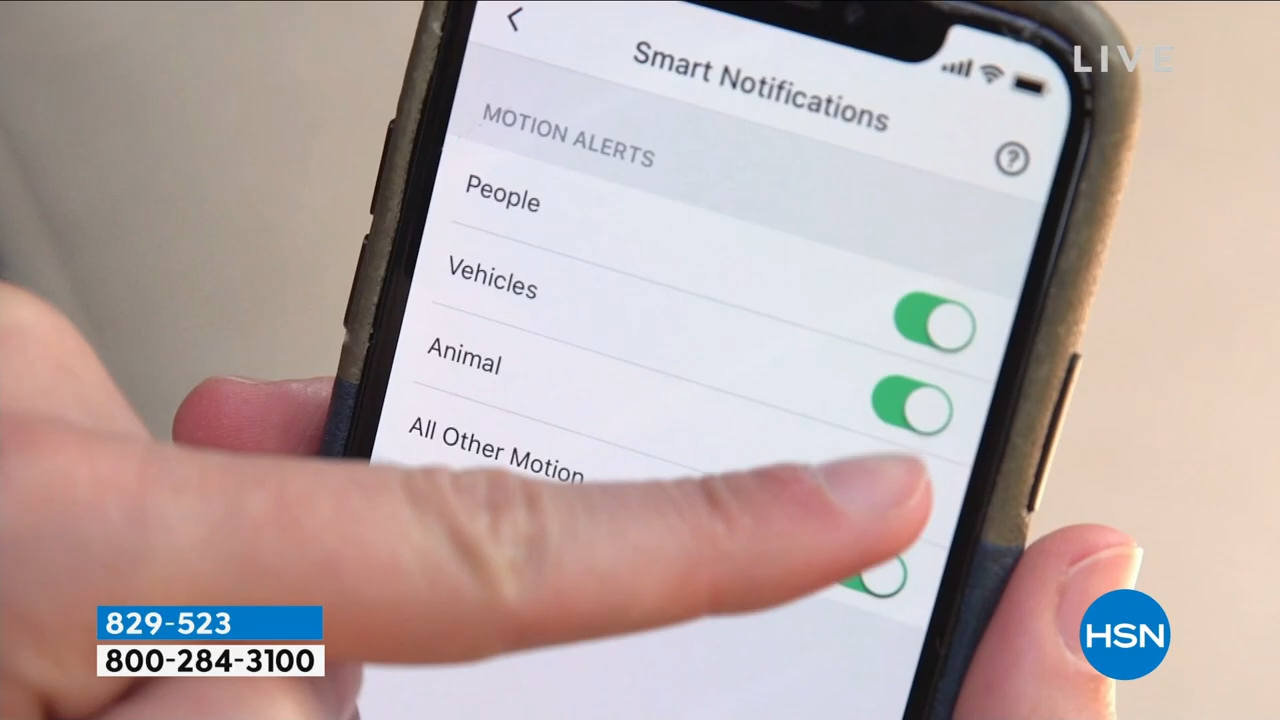 LIVE
Smart Notifications
?
MOTION ALERTS
People
Vehicles
Animal
All Other Motion
829-523
800-284-3100
HSN